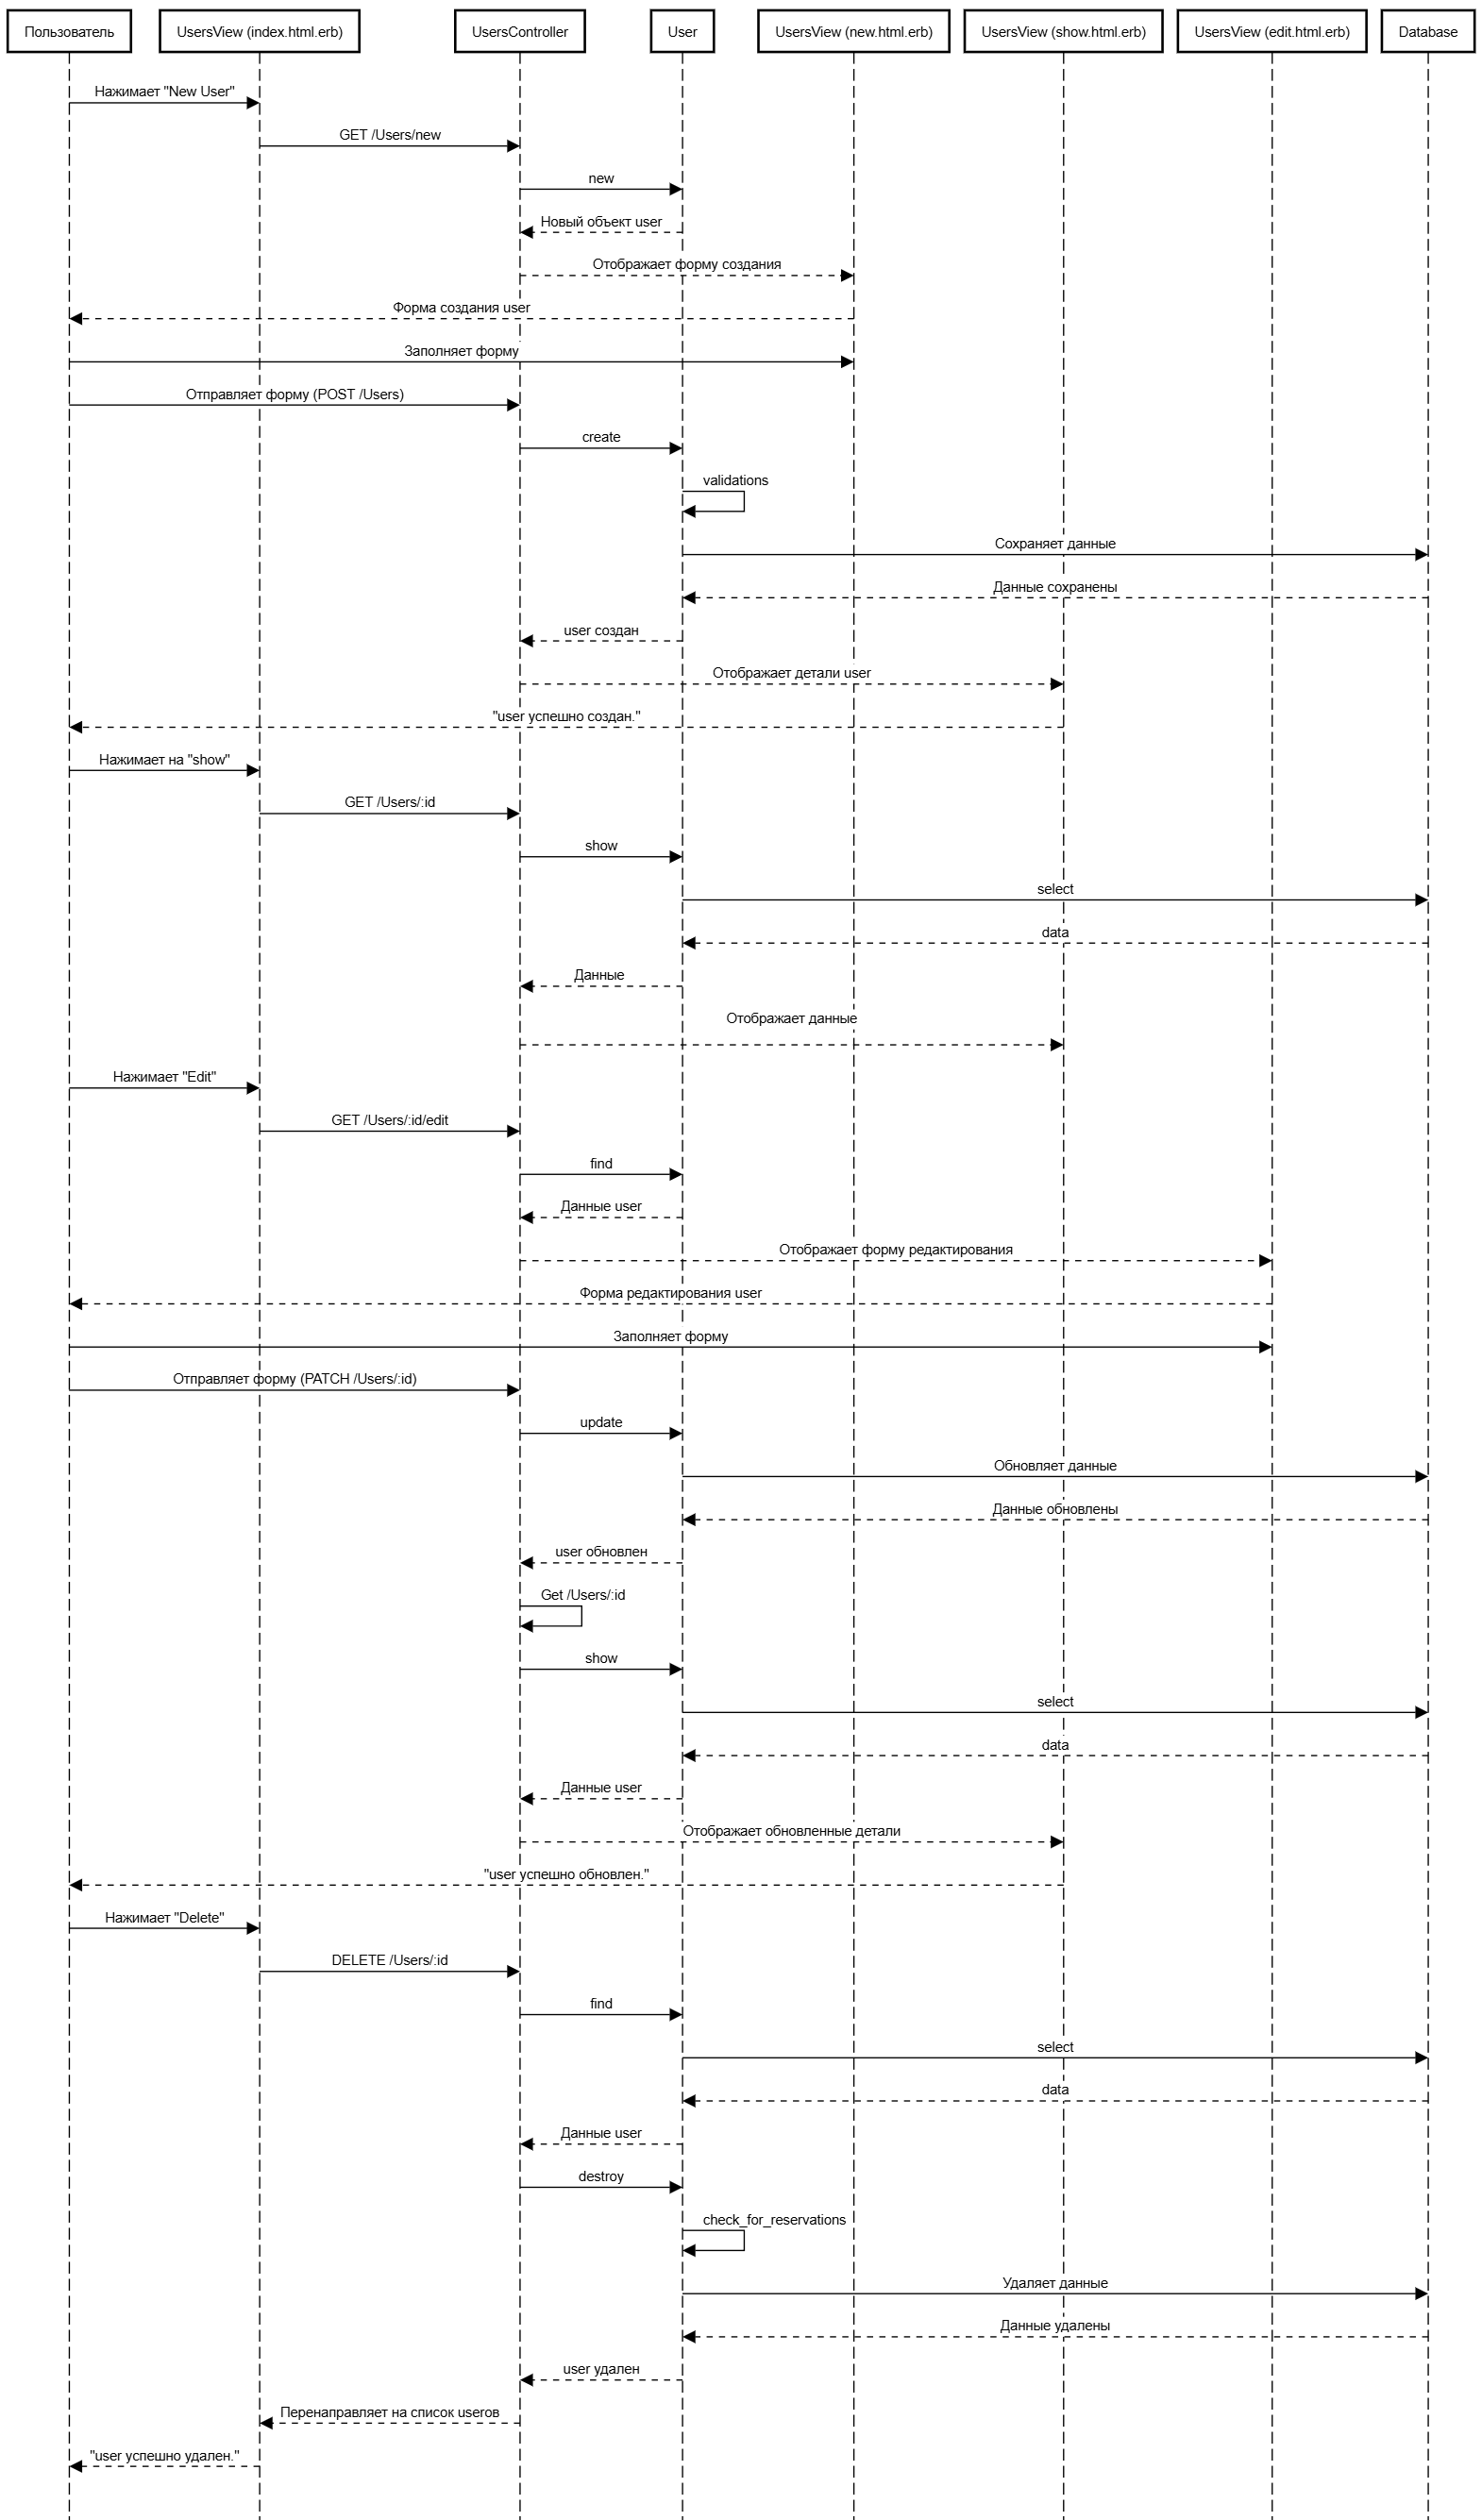 Пользователь
UsersView (index.html.erb)
UsersController
User
UsersView (new.html.erb)
UsersView (show.html.erb)
UsersView (edit.html.erb)
Database
Нажимает "New User"
GET /Users/new
new
Новый объект user
Отображает форму создания
Форма создания user
Заполняет форму
Отправляет форму (POST /Users)
create
validations
Сохраняет данные
Данные сохранены
user создан
Отображает детали user
"user успешно создан."
Нажимает на "show"
GET /Users/:id
show
select
data
Данные
Отображает данные
Нажимает "Edit"
GET /Users/:id/edit
find
Данные user
Отображает форму редактирования
Форма редактирования user
Заполняет форму
Отправляет форму (PATCH /Users/:id)
update
Обновляет данные
Данные обновлены
user обновлен
Get /Users/:id
show
select
data
Данные user
Отображает обновленные детали
"user успешно обновлен."
Нажимает "Delete"
DELETE /Users/:id
find
select
data
Данные user
destroy
check_for_reservations
Удаляет данные
Данные удалены
user удален
Перенаправляет на список userов
"user успешно удален."